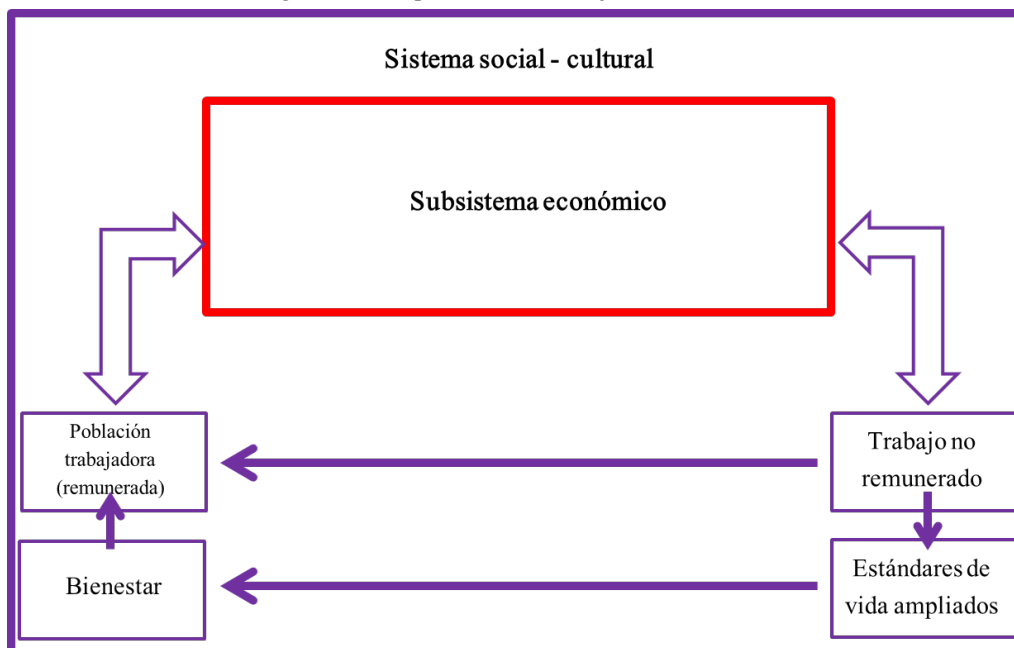 Sistema social - cultural
Subsistema económico
Población
trabajadora
(remunerada)
Trabajo no
remunerado
Bienestar
Estándares de
vida ampliados